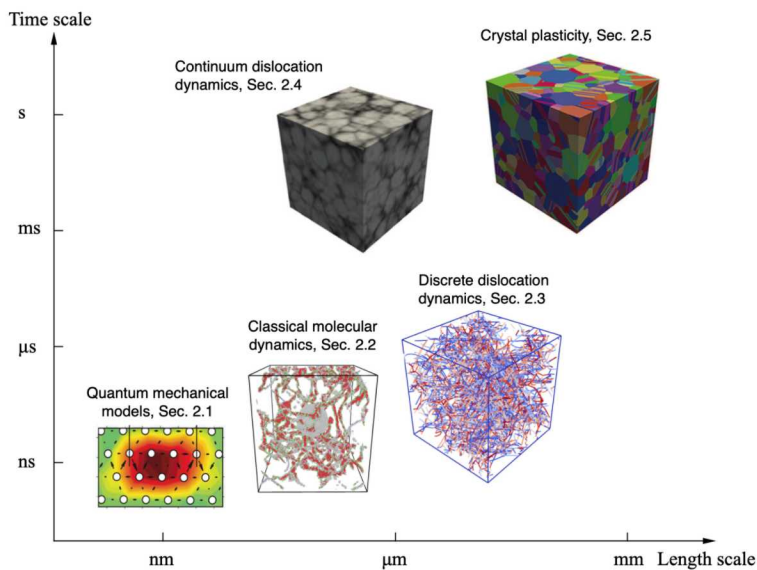 Time scale
Crystal plasticity, Sec. 2.5
Continuum dislocation
dynamics, Sec. 2.4
s
ms
Discrete dislocation
dynamics, Sec. 2.3
Classical molecular
dynamics, Sec. 2.2
μs
Quantum mechanical
models, Sec. 2.1
ns
nm
μm
mm
Length scale